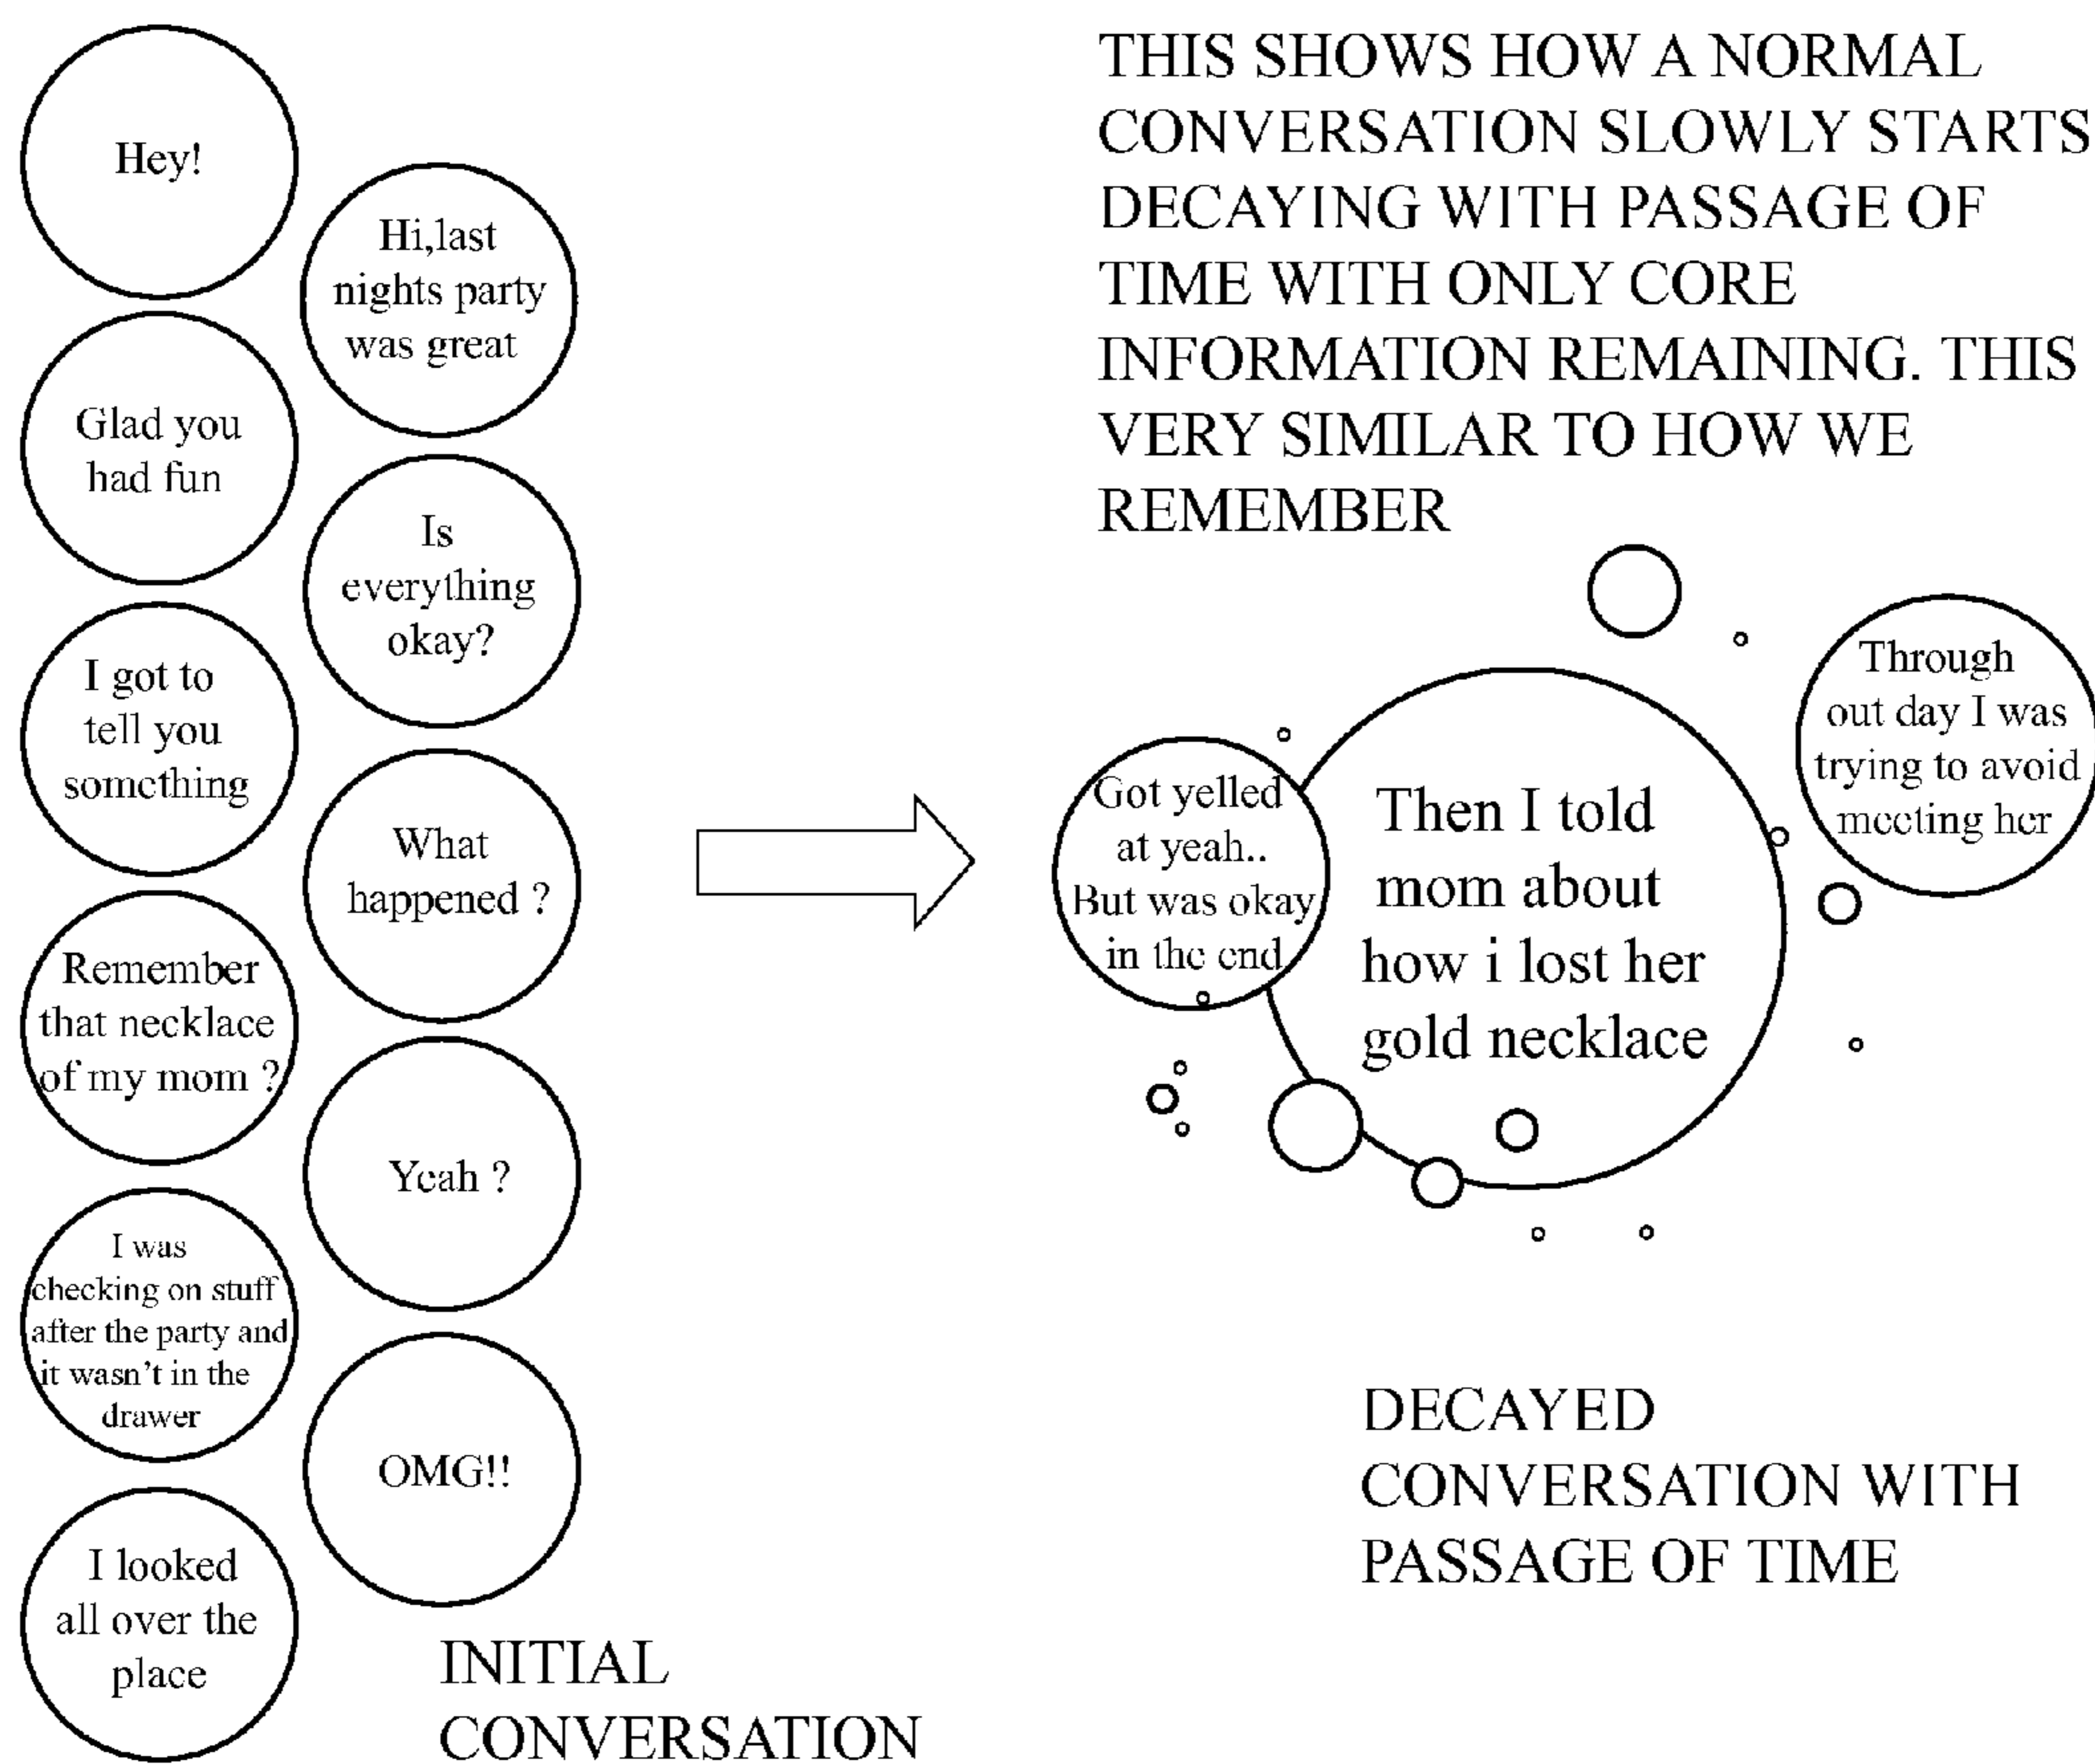 Hey!
Hi,last
nights party
was great
Glad you
had fun
Is
everything
okay?
I got to
tell you
something
What
happened ?
Remember
that necklace
of my mom ?
Yeah ?
I was
checking on stuff
after the party and
it wasn't in the
drawer
OMG!!
I looked
all over the
place
INITIAL
CONVERSATION
THIS SHOWS HOW A NORMAL
CONVERSATION SLOWLY STARTS
DECAYING WITH PASSAGE OF
TIME WITH ONLY CORE
INFORMATION REMAINING. THIS
VERY SIMILAR TO HOW WE
REMEMBER
Got yelled
at yeah..
But was okay
in the end
Then I told
mom about
how i lost her
gold necklace
Through
out day I was
trying to avoid
meeting her
DECAYED
CONVERSATION WITH
PASSAGE OF TIME